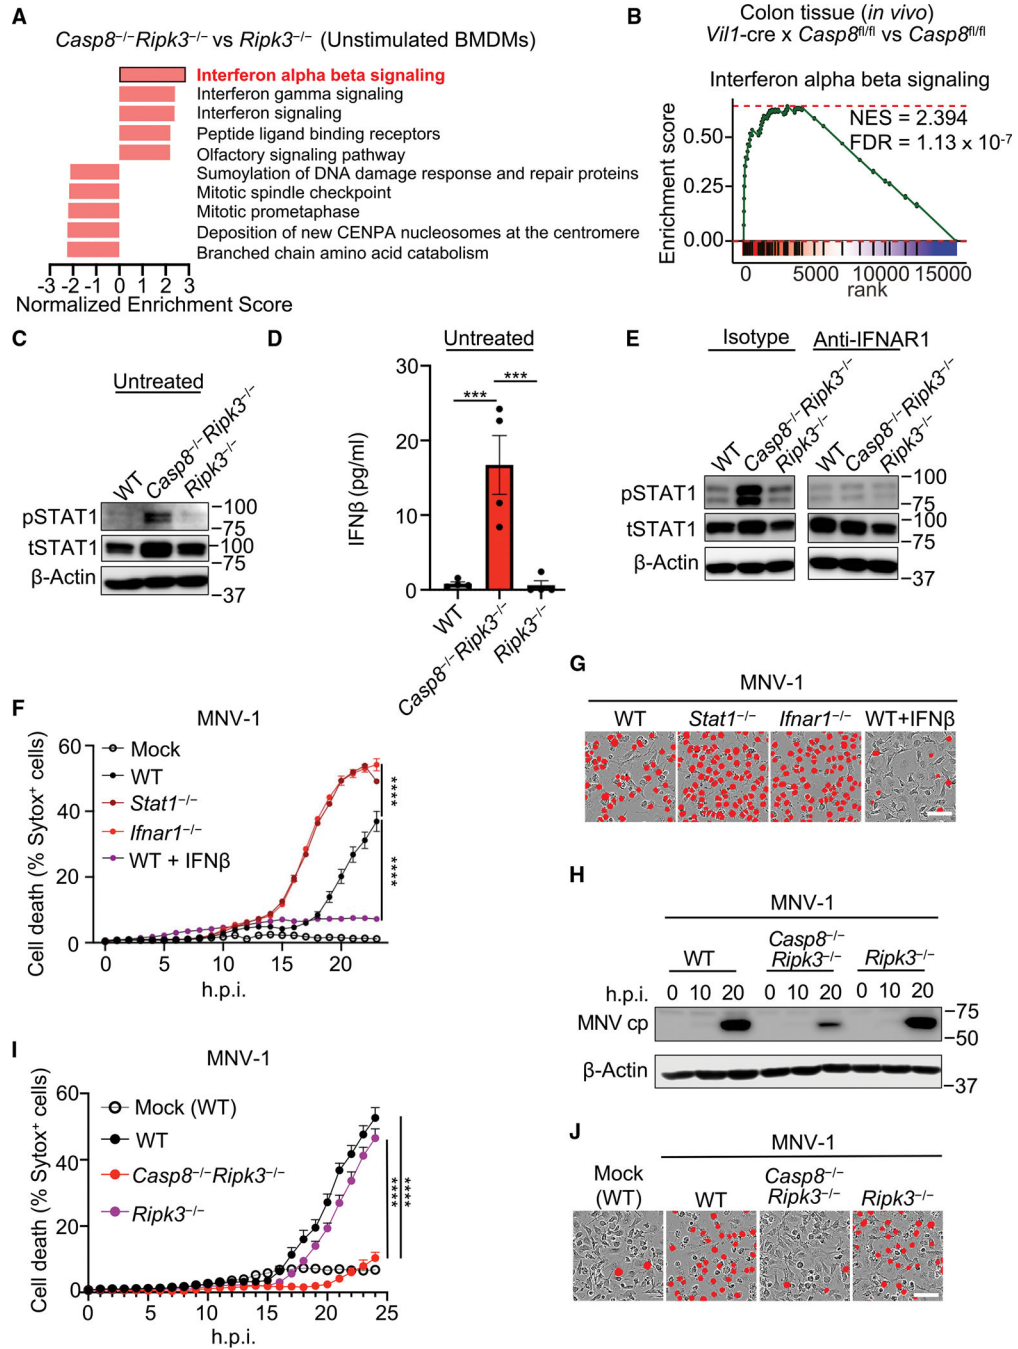 A
Casp8–/–Ripk3–/– vs Ripk3–/– (Unstimulated BMDMs)
Interferon alpha beta signaling
Interferon gamma signaling
Interferon signaling
Peptide ligand binding receptors
Olfactory signaling pathway
Sumoylation of DNA damage response and repair proteins
Mitotic spindle checkpoint
Mitotic prometaphase
Deposition of new CENPA nucleosomes at the centromere
Branched chain amino acid catabolism
-3 -2 -1 0 1 2 3
Normalized Enrichment Score
B
Colon tissue (in vivo)
Vil1-cre x Casp8fl/fl vs Casp8fl/fl
Interferon alpha beta signaling
NES = 2.394
FDR = 1.13 x 10-7
Enrichment score
0.50
0.25
0.00
0 5000 10000 15000
rank
C
Untreated
WT
Casp8–/–Ripk3–/–
Ripk3–/–
pSTAT1
–100
–75
tSTAT1
–100
–75
β-Actin
–37
D
Untreated
***
***
IFNβ (pg/ml)
30
20
10
0
WT
Casp8–/–Ripk3–/–
Ripk3–/–
E
Isotype
Anti-IFNAR1
WT
Casp8–/–Ripk3–/–
Ripk3–/–
WT
Casp8–/–Ripk3–/–
Ripk3–/–
pSTAT1
–100
–75
tSTAT1
–100
–75
β-Actin
–37
F
MNV-1
Cell death (% Sytox+ cells)
60
40
20
0
Mock
WT
Stat1–/–
Ifnar1–/–
WT + IFNβ
****
****
0 5 10 15 20
h.p.i.
G
MNV-1
WT
Stat1–/–
Ifnar1–/–
WT+IFNβ
H
MNV-1
WT
Casp8–/–
Ripk3–/–
Ripk3–/–
h.p.i. 0 10 20 0 10 20 0 10 20
MNV cp
–75
–50
β-Actin
–37
I
MNV-1
Cell death (% Sytox+ cells)
60
40
20
0
Mock (WT)
WT
Casp8–/–Ripk3–/–
Ripk3–/–
****
****
0 5 10 15 20 25
h.p.i.
J
MNV-1
Mock
(WT)
WT
Casp8–/–
Ripk3–/–
Ripk3–/–